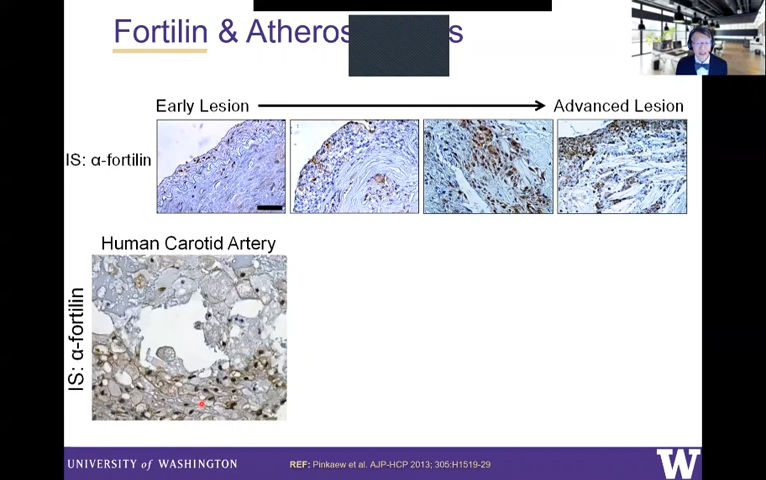 Fortilin & Atheros s
Early Lesion
Advanced Lesion
IS: α-fortilin
Human Carotid Artery
IS: α-fortilin
UNIVERSITY of WASHINGTON
REF: Pinkaew et al. AJP-HCP 2013; 305:H1519-29
W